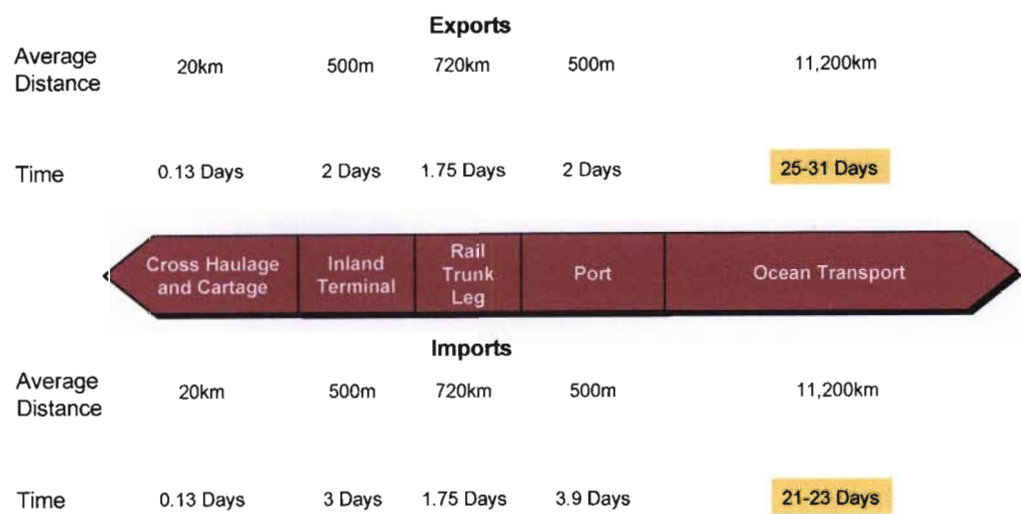 Exports
Average
Distance
20km 500m 720km 500m 11,200km
Time 0.13 Days 2 Days 1.75 Days 2 Days 25-31 Days
Cross Haulage
and Cartage
Inland
Terminal
Rail
Trunk
Leg
Port
Ocean Transport
Imports
Average
Distance
20km 500m 720km 500m 11,200km
Time 0.13 Days 3 Days 1.75 Days 3.9 Days 21-23 Days